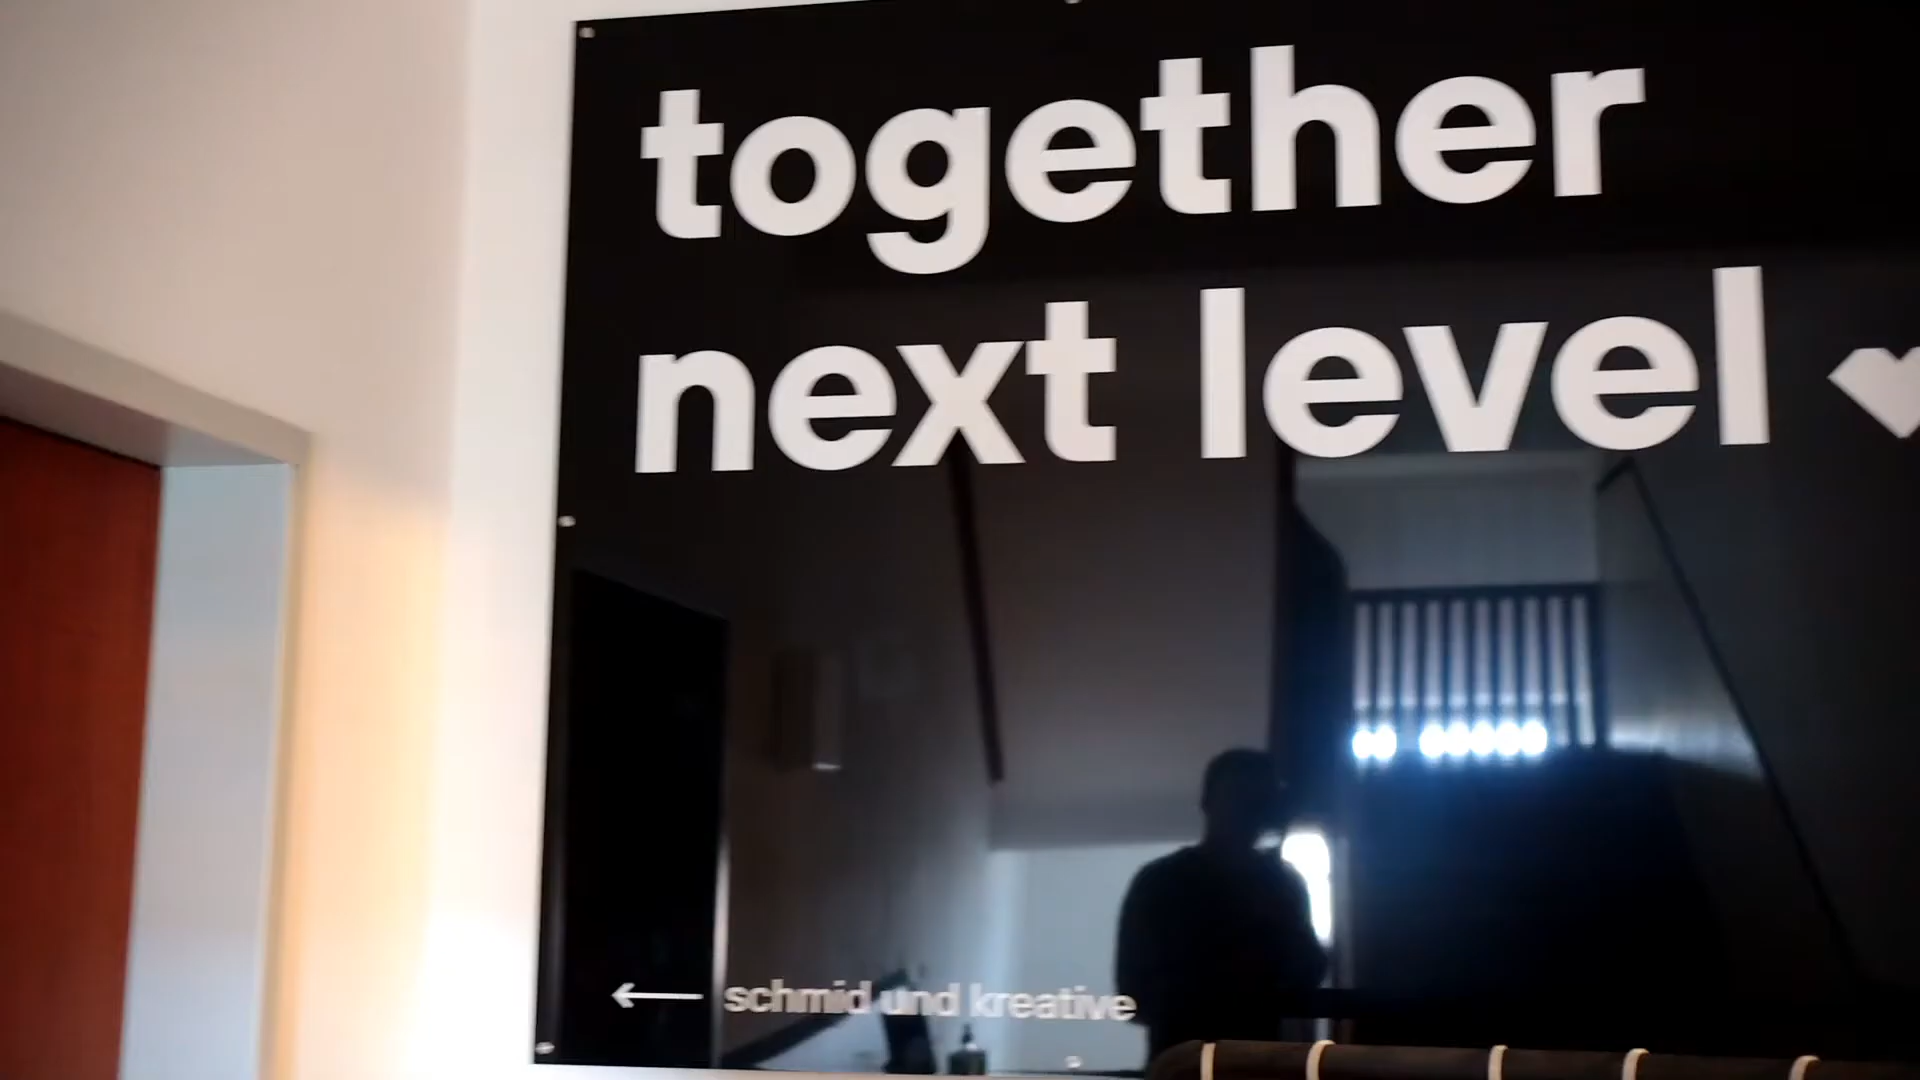 together
next level
← schmid und kreative